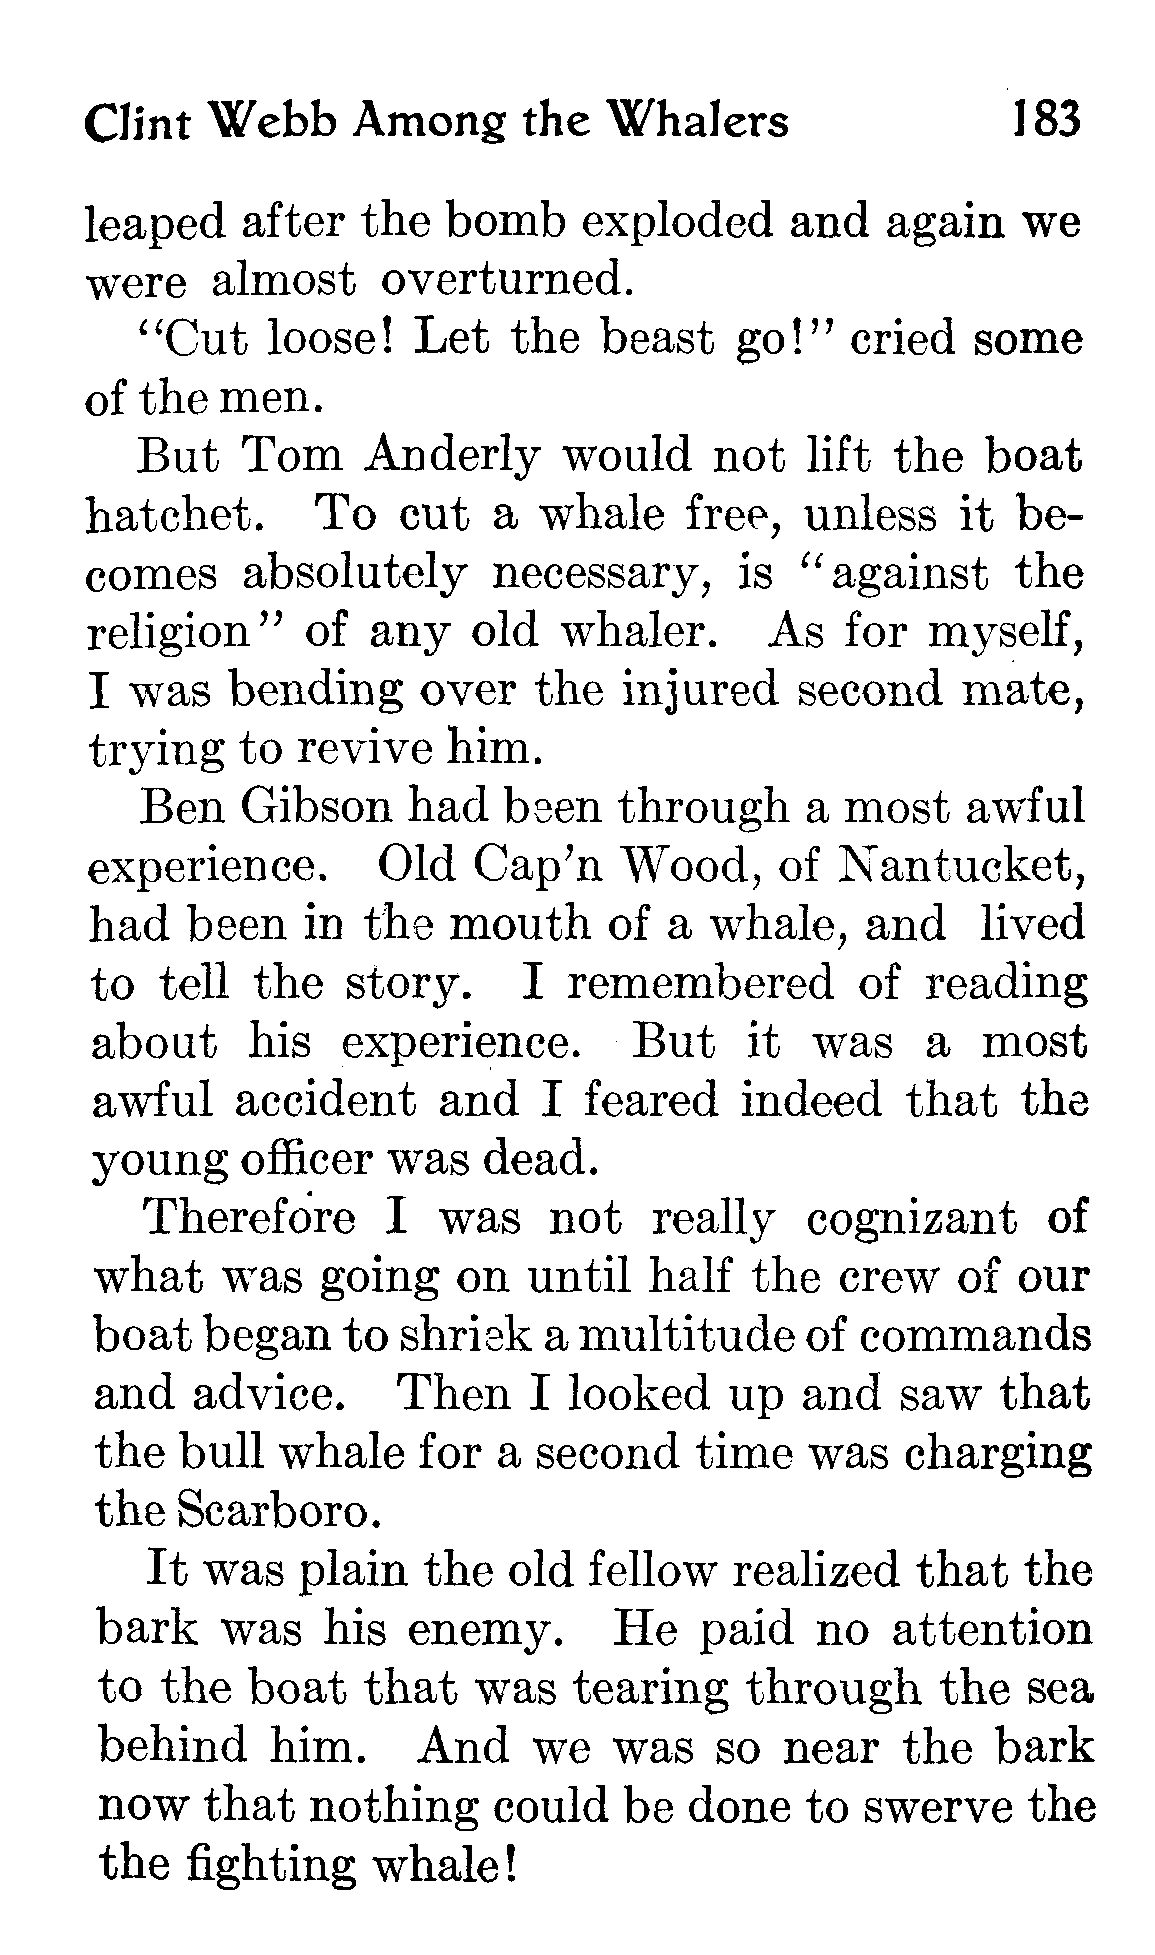 Clint Webb Among the Whalers 183
leaped after the bomb exploded and again we
were almost overturned.
"Cut loose! Let the beast go!" cried some
of the men.
But Tom Anderly would not lift the boat
hatchet. To cut a whale free, unless it be-
comes absolutely necessary, is "against the
religion" of any old whaler. As for myself,
I was bending over the injured second mate,
trying to revive him.
Ben Gibson had been through a most awful
experience. Old Cap'n Wood, of Nantucket,
had been in the mouth of a whale, and lived
to tell the story. I remembered of reading
about his experience. But it was a most
awful accident and I feared indeed that the
young officer was dead.
Therefore I was not really cognizant of
what was going on until half the crew of our
boat began to shriek a multitude of commands
and advice. Then I looked up and saw that
the bull whale for a second time was charging
the Scarboro.
It was plain the old fellow realized that the
bark was his enemy. He paid no attention
to the boat that was tearing through the sea
behind him. And we was so near the bark
now that nothing could be done to swerve the
the fighting whale!